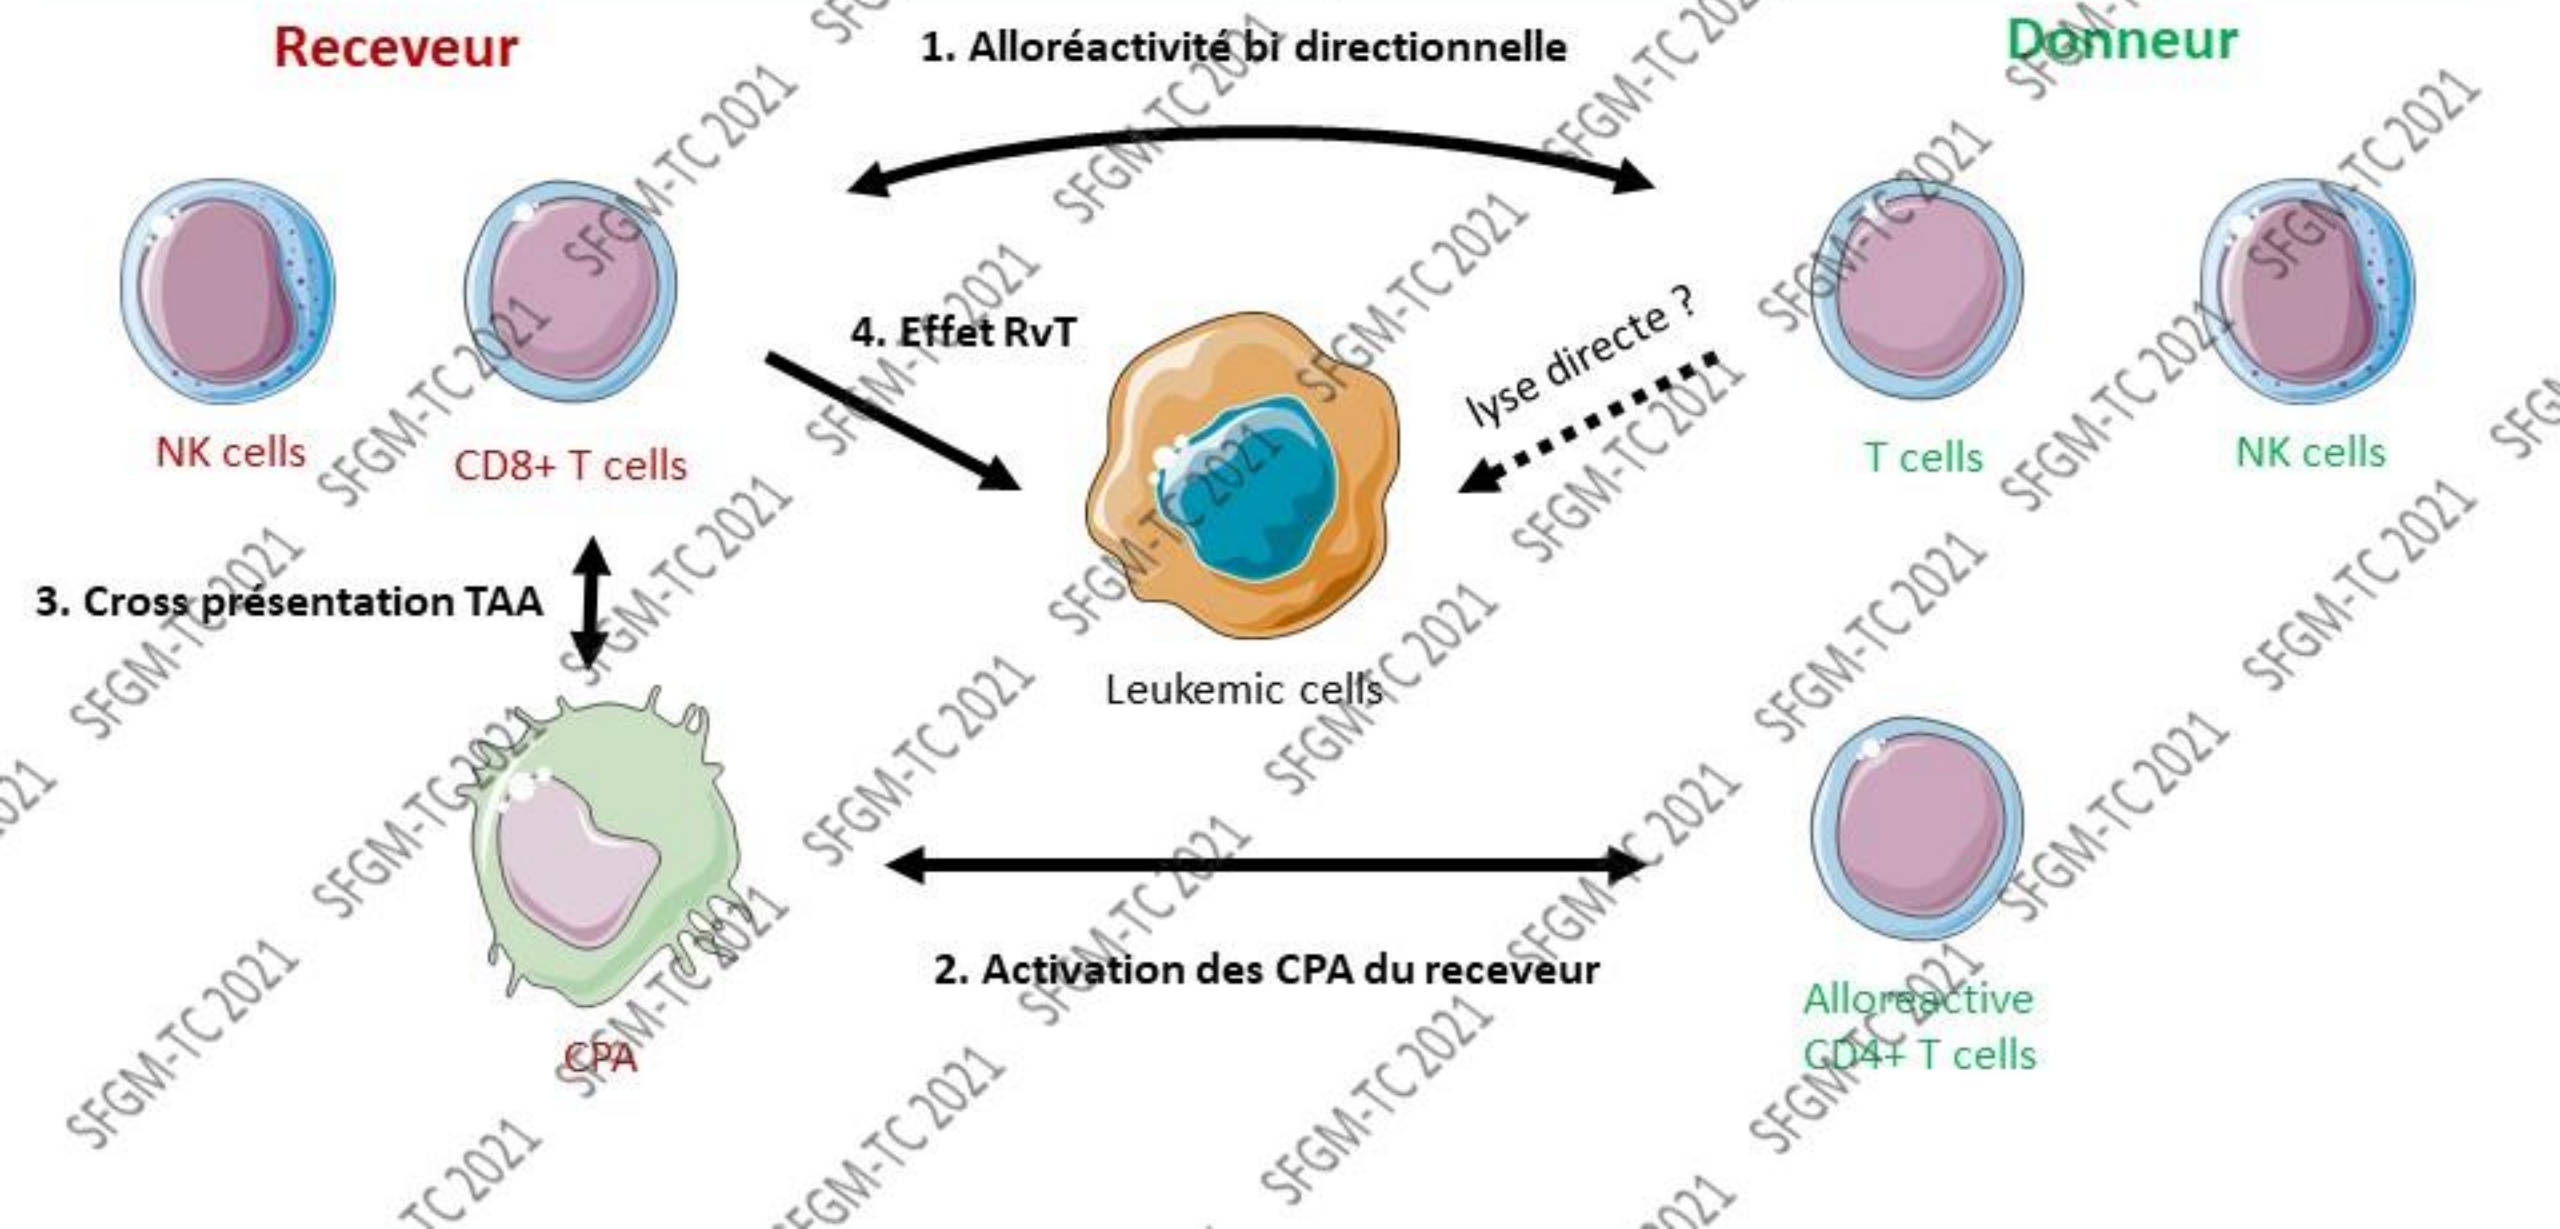 Receveur
1. Alloréactivité bi directionnelle
Donneur
4. Effet RvT
lyse directe ?
NK cells
CD8+ T cells
T cells
NK cells
3. Cross présentation TAA
Leukemic cells
2. Activation des CPA du receveur
CPA
Alloreactive
CD4+ T cells
SFGM-TC 2021